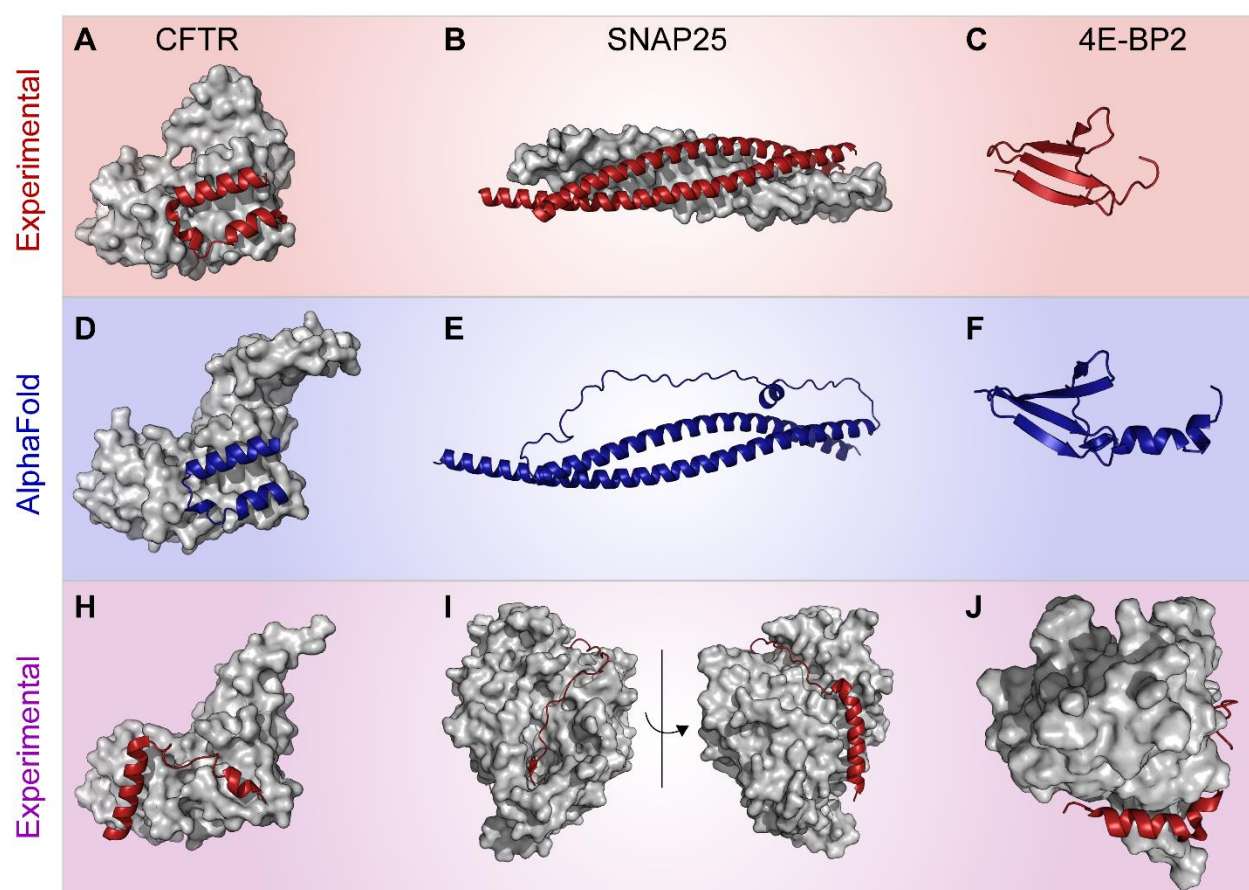 A CFTR
B SNAP25
C 4E-BP2
Experimental
D
E
F
AlphaFold
H
I
J
Experimental